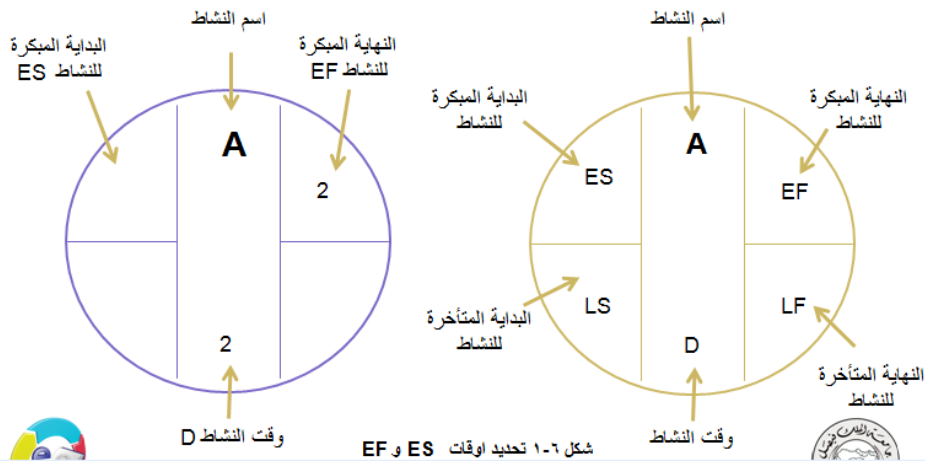 اسم النشاط
البداية المبكرة
للنشاط ES
النهاية المبكرة
للنشاط EF
A
2
2
وقت النشاط D
اسم النشاط
البداية المبكرة
للنشاط
النهاية المبكرة
للنشاط
A
ES
EF
LS
LF
D
البداية المتأخرة
للنشاط
النهاية المتأخرة
للنشاط
وقت النشاط
شكل ٦-١ تحديد اوقات ES و EF